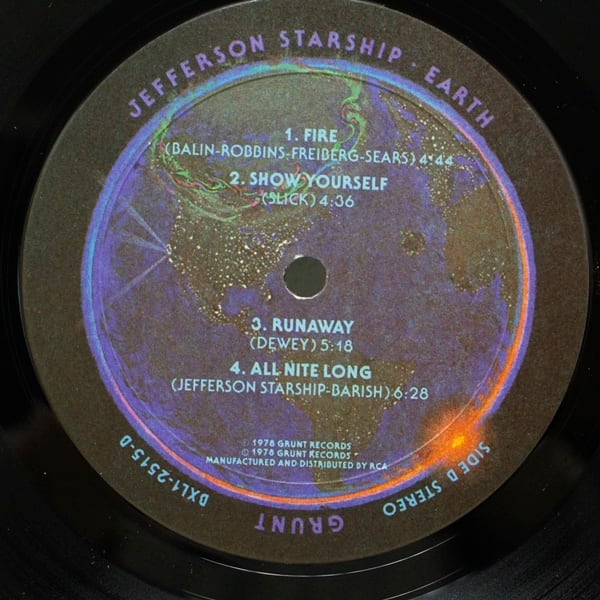 JEFFERSON STARSHIP · EARTH
1. FIRE
(BALIN-ROBBINS-FREIBERG-SEARS) 4:44
2. SHOW YOURSELF
(SLICK) 4:36
3. RUNAWAY
(DEWEY) 5:18
4. ALL NITE LONG
(JEFFERSON STARSHIP-BARISH) 6:28
℗ 1978 GRUNT RECORDS
© 1978 GRUNT RECORDS
MANUFACTURED AND DISTRIBUTED BY RCA
BXL1-2515-B
SIDE B STEREO
GRUNT